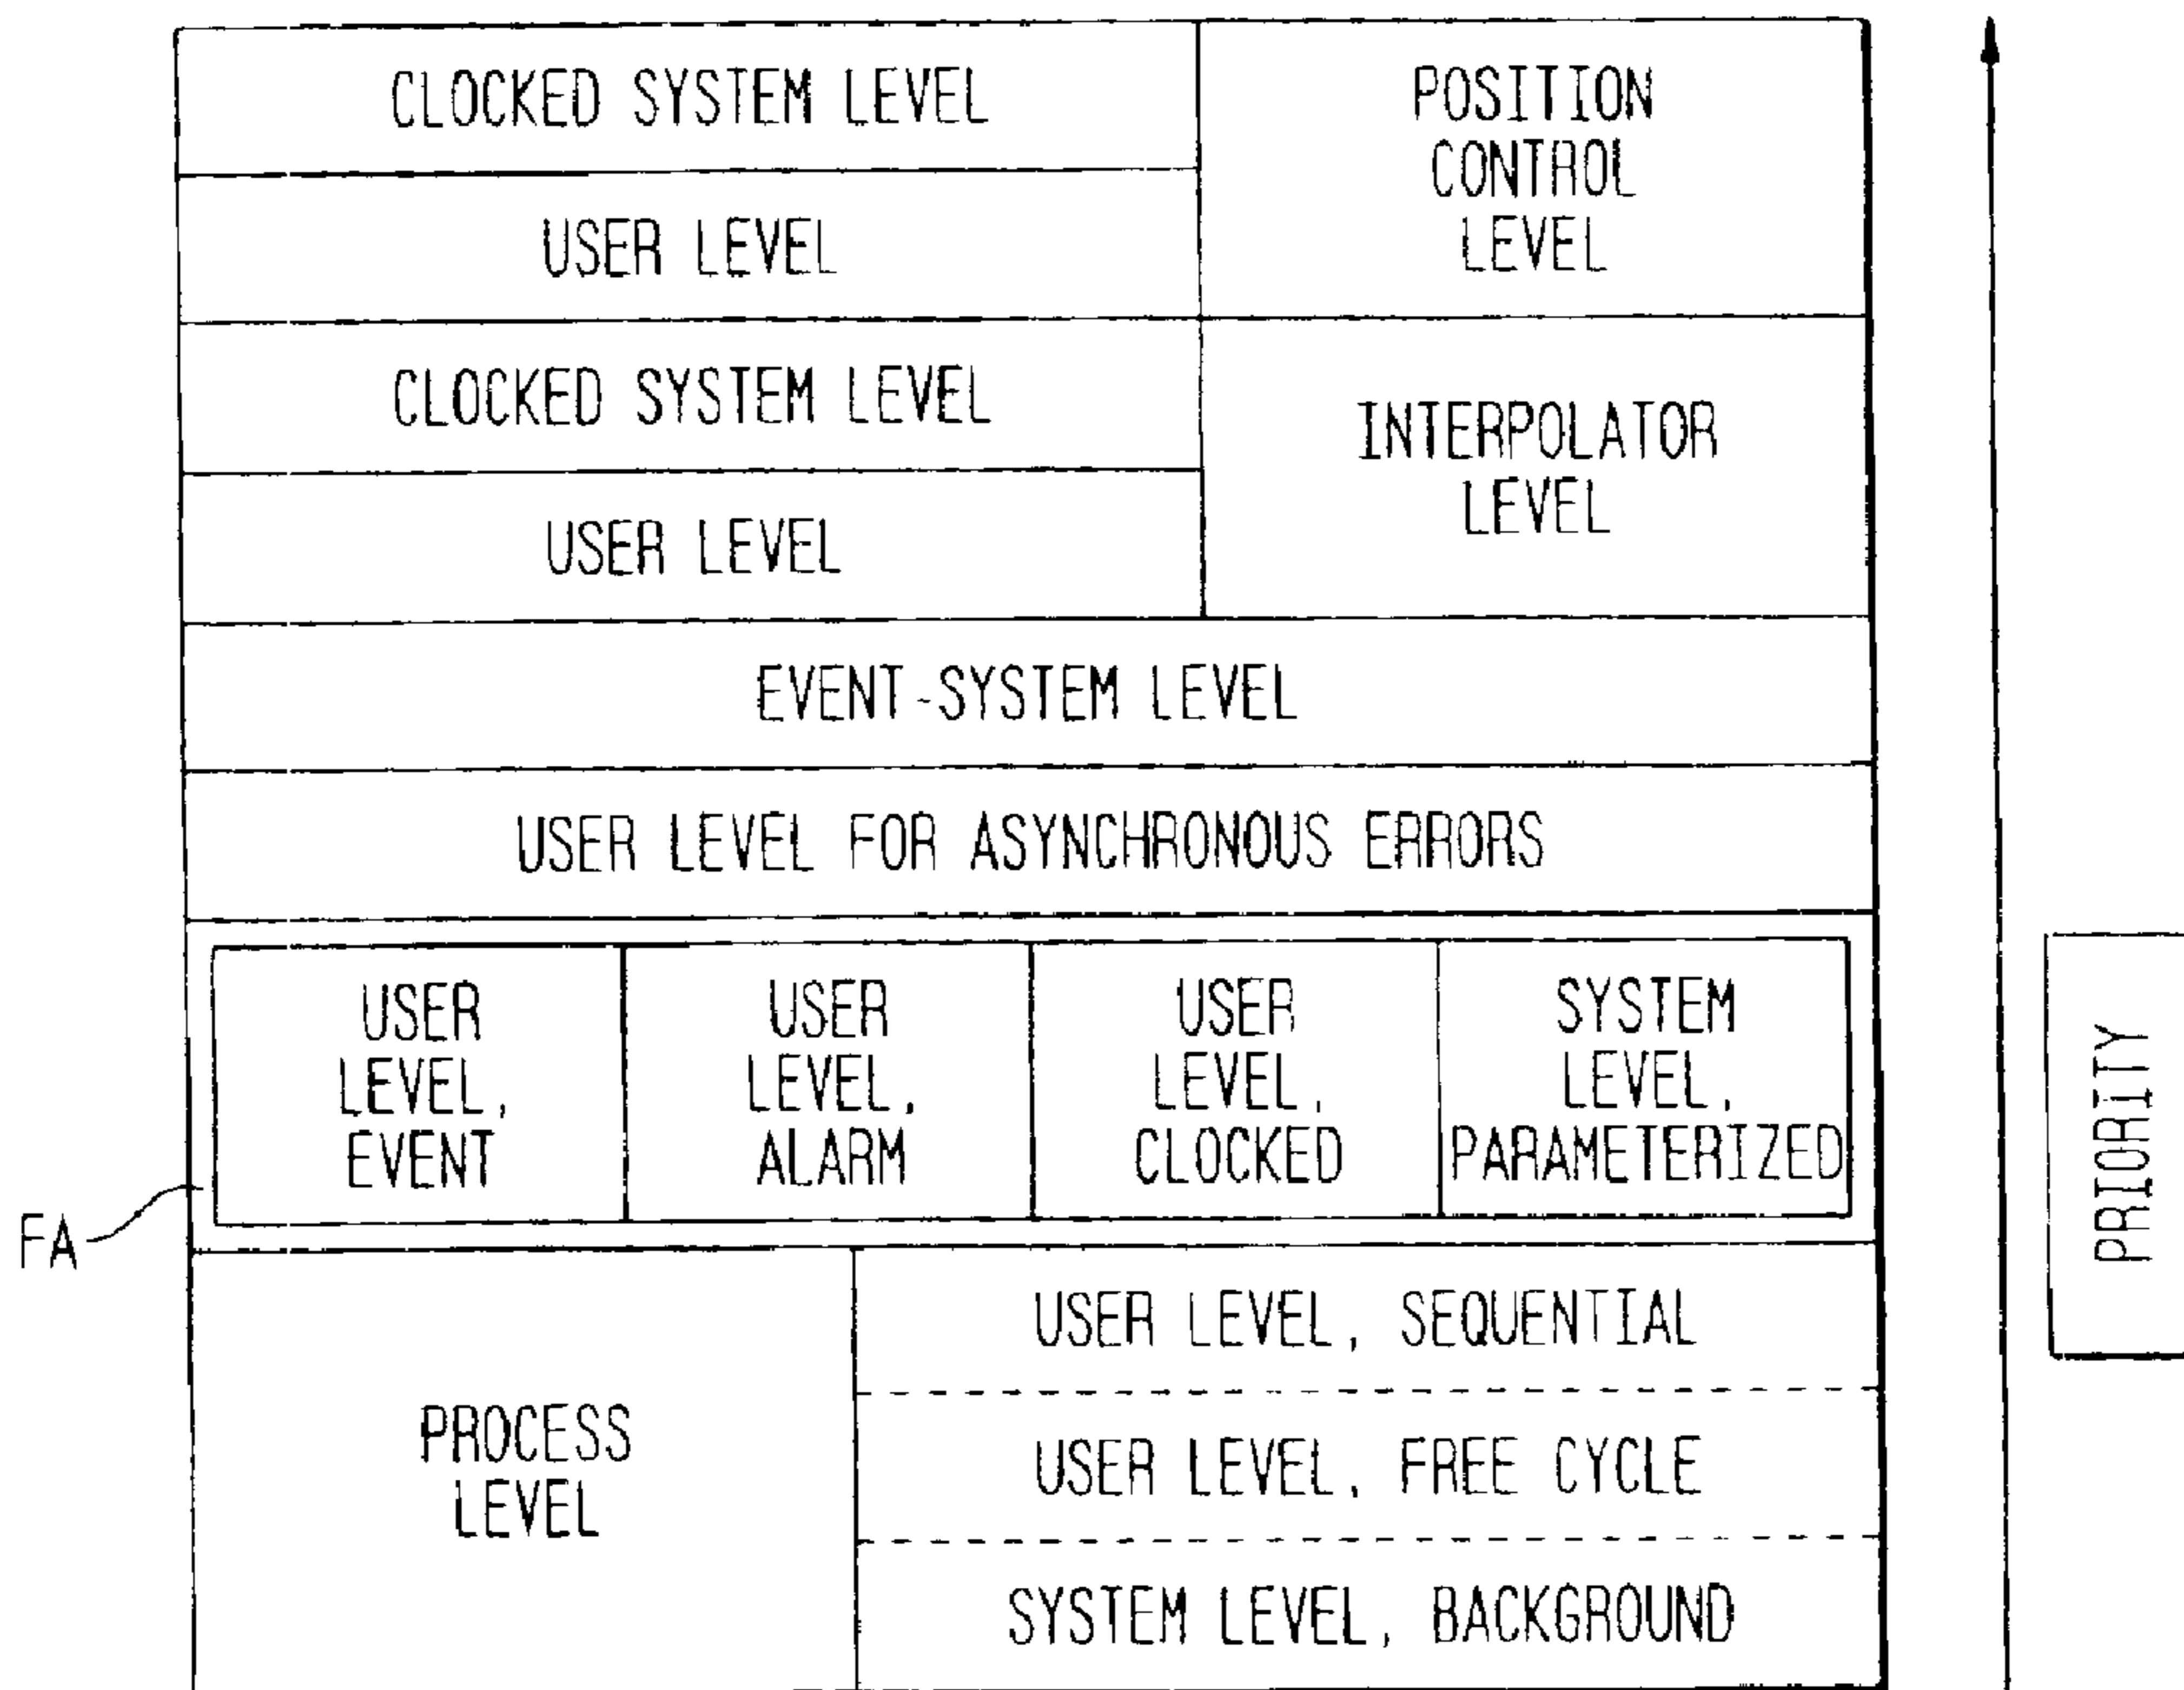 CLOCKED SYSTEM LEVEL
POSITION
CONTROL
LEVEL
USER LEVEL
CLOCKED SYSTEM LEVEL
INTERPOLATOR
LEVEL
USER LEVEL
EVENT-SYSTEM LEVEL
USER LEVEL FOR ASYNCHRONOUS ERRORS
USER
LEVEL,
EVENT
USER
LEVEL,
ALARM
USER
LEVEL,
CLOCKED
SYSTEM
LEVEL,
PARAMETERIZED
FA
PRIORITY
PROCESS
LEVEL
USER LEVEL, SEQUENTIAL
USER LEVEL, FREE CYCLE
SYSTEM LEVEL, BACKGROUND